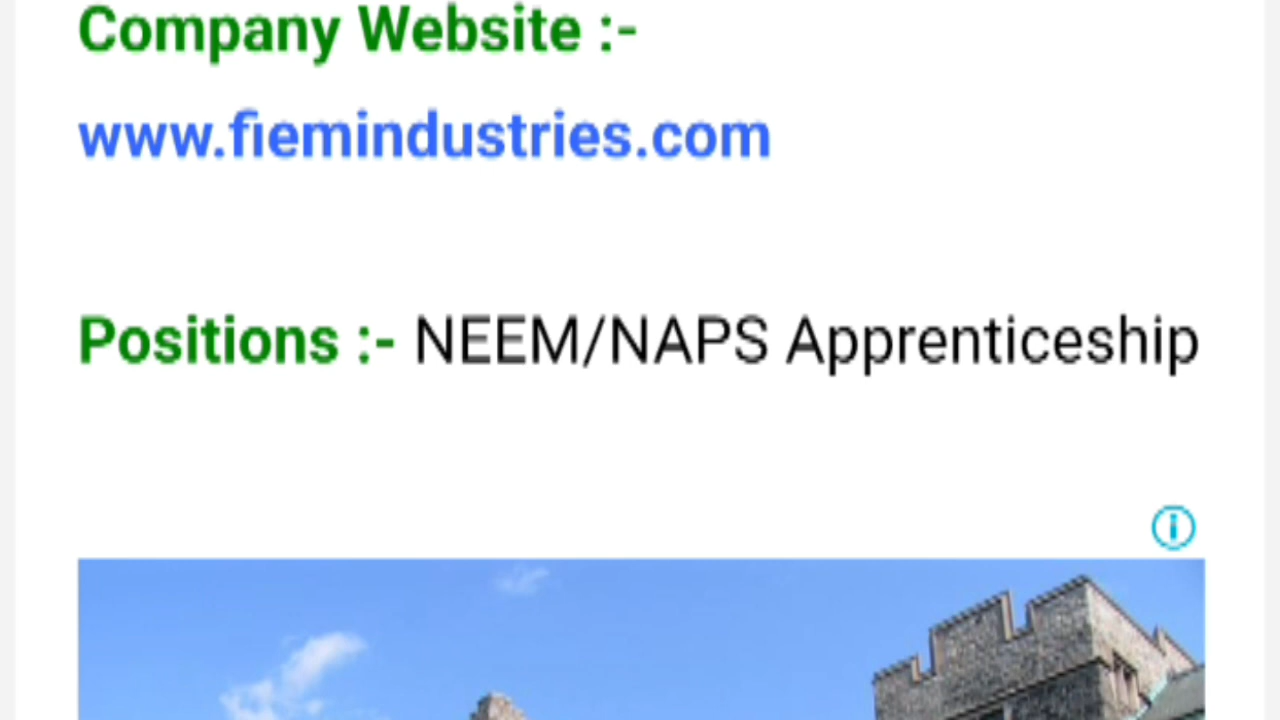 Company Website :-
www.fiemindustries.com
Positions :- NEEM/NAPS Apprenticeship